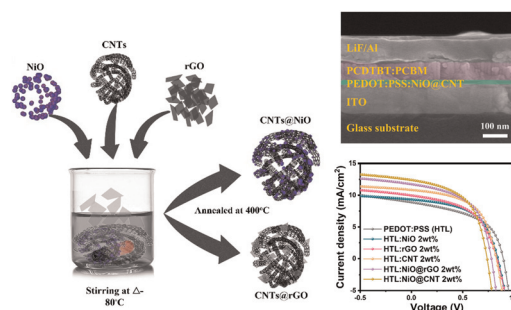 CNTs
NiO
rGO
CNTs@NiO
Annealed at 400°C
CNTs@rGO
Stirring at △-
80°C
LiF/Al
PCDTBT:PCBM
PEDOT:PSS:NiO@CNT
ITO
Glass substrate
100 nm
Current density (mA/cm²)
15
10
5
0
PEDOT:PSS (HTL)
HTL:NiO 2wt%
HTL:rGO 2wt%
HTL:CNT 2wt%
HTL:NiO@rGO 2wt%
HTL:NiO@CNT 2wt%
-0.5
0.0
0.5
Voltage (V)